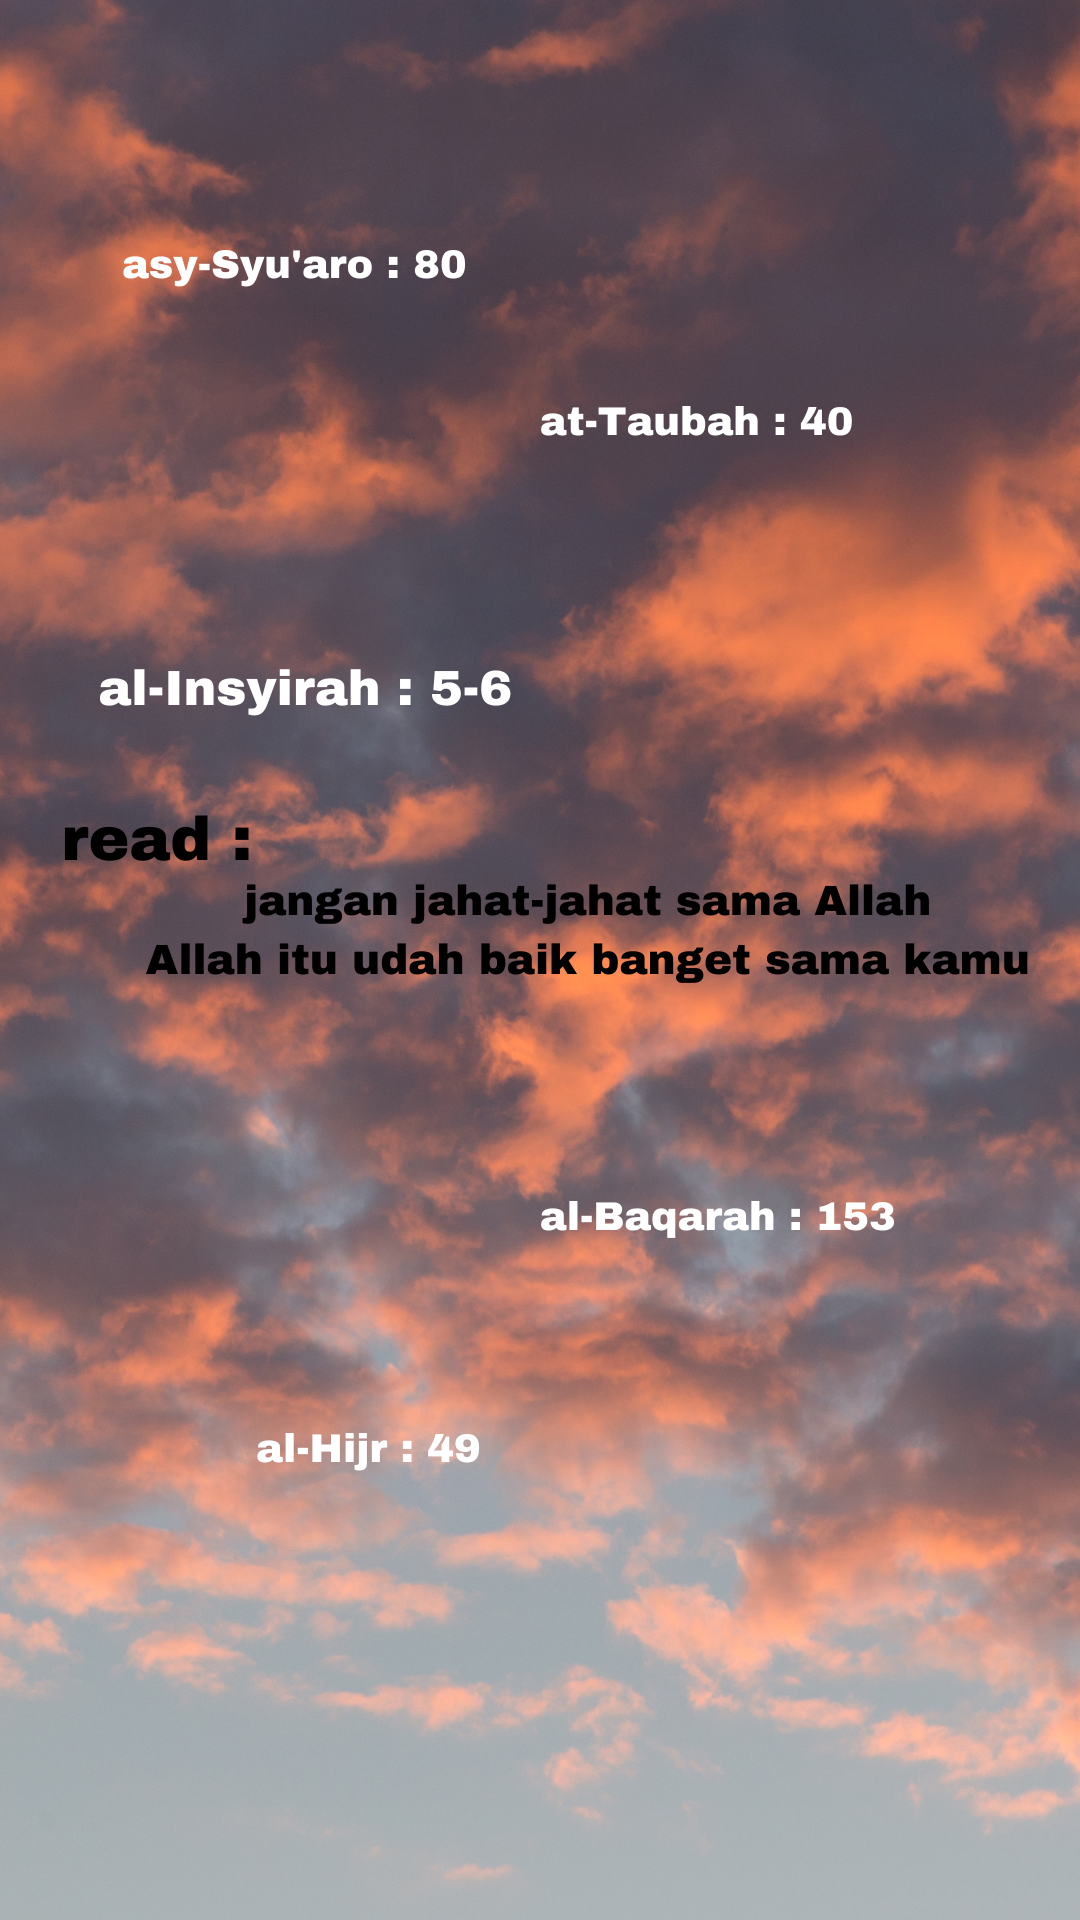 asy-Syu'aro : 80
at-Taubah : 40
al-Insyirah : 5-6
read :
jangan jahat-jahat sama Allah
Allah itu udah baik banget sama kamu
al-Baqarah : 153
al-Hijr : 49